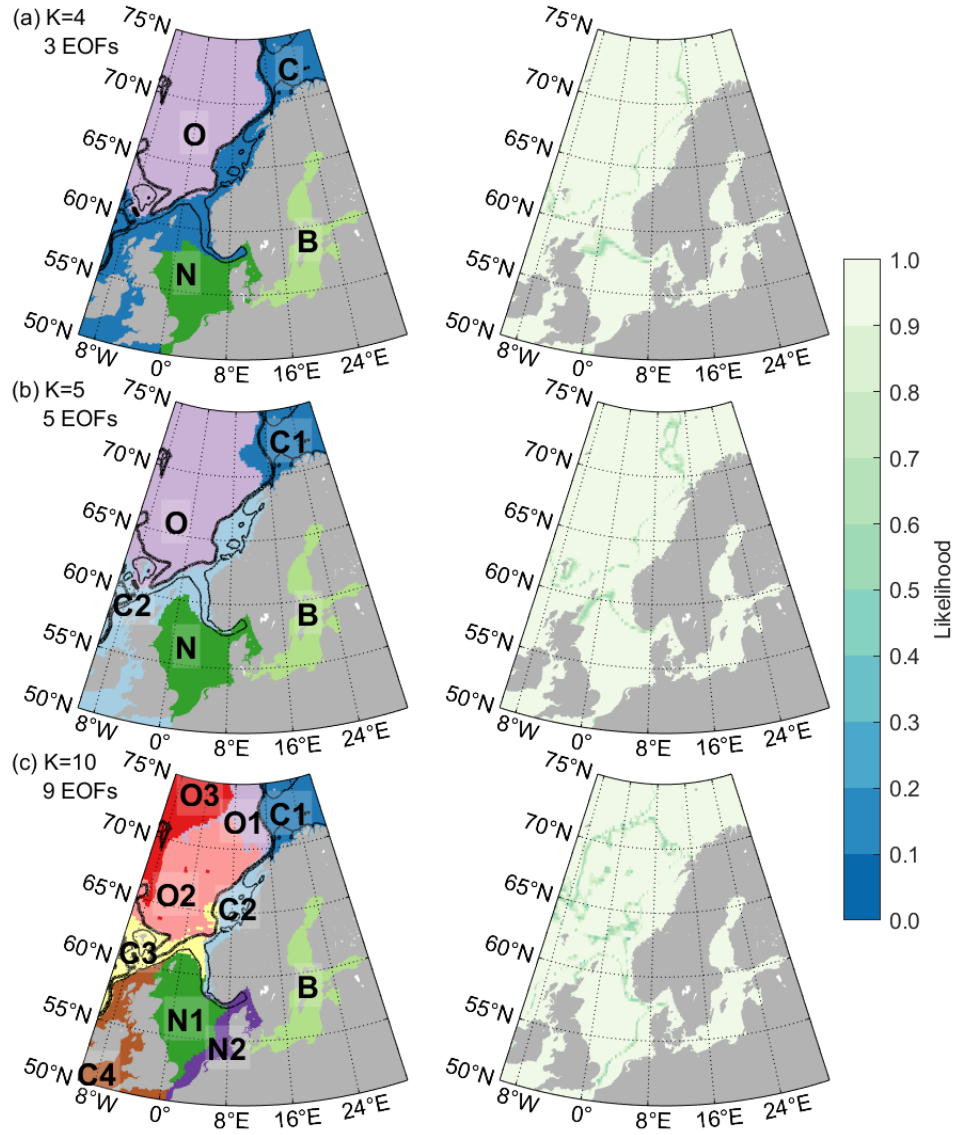 (a) K=4
3 EOFs
75°N
70°N
65°N
60°N
55°N
50°N
8°W
0°
8°E
16°E
24°E
C
O
B
N
75°N
70°N
65°N
60°N
55°N
50°N
8°W
0°
8°E
16°E
24°E
(b) K=5
5 EOFs
75°N
70°N
65°N
60°N
55°N
50°N
8°W
0°
8°E
16°E
24°E
C1
O
C2
B
N
75°N
70°N
65°N
60°N
55°N
50°N
8°W
0°
8°E
16°E
24°E
(c) K=10
9 EOFs
75°N
70°N
65°N
60°N
55°N
50°N
8°W
0°
8°E
16°E
24°E
O3
O1
C1
O2
C2
C3
B
N1
N2
C4
75°N
70°N
65°N
60°N
55°N
50°N
8°W
0°
8°E
16°E
24°E
1.0
0.9
0.8
0.7
0.6
0.5
0.4
0.3
0.2
0.1
0.0
Likelihood